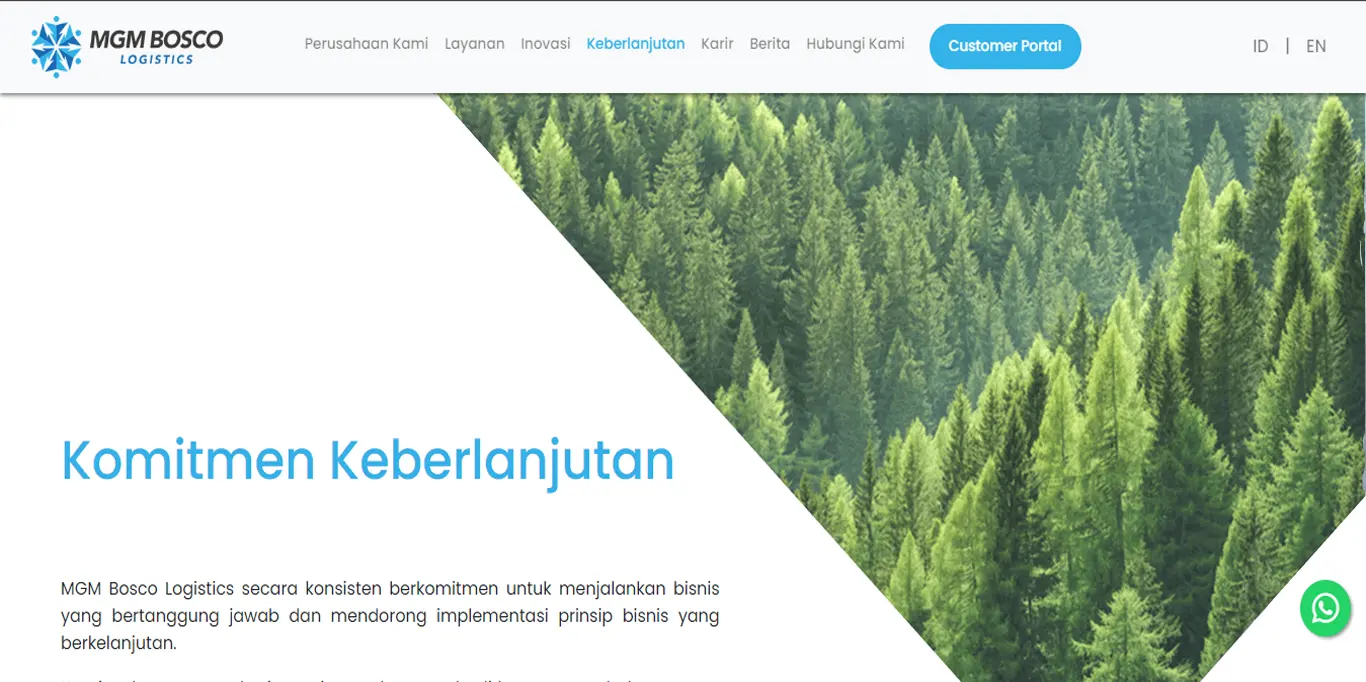 MGM BOSCO
LOGISTICS
Perusahaan Kami Layanan Inovasi Keberlanjutan Karir Berita Hubungi Kami Customer Portal ID | EN
Komitmen Keberlanjutan
MGM Bosco Logistics secara konsisten berkomitmen untuk menjalankan bisnis
yang bertanggung jawab dan mendorong implementasi prinsip bisnis yang
berkelanjutan.